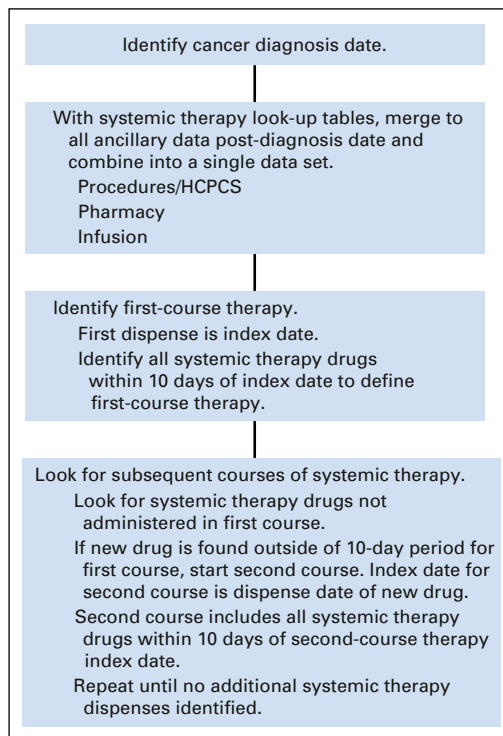 Identify cancer diagnosis date.
With systemic therapy look-up tables, merge to
all ancillary data post-diagnosis date and
combine into a single data set.
Procedures/HCPCS
Pharmacy
Infusion
Identify first-course therapy.
First dispense is index date.
Identify all systemic therapy drugs
within 10 days of index date to define
first-course therapy.
Look for subsequent courses of systemic therapy.
Look for systemic therapy drugs not
administered in first course.
If new drug is found outside of 10-day period for
first course, start second course. Index date for
second course is dispense date of new drug.
Second course includes all systemic therapy
drugs within 10 days of second-course therapy
index date.
Repeat until no additional systemic therapy
dispenses identified.